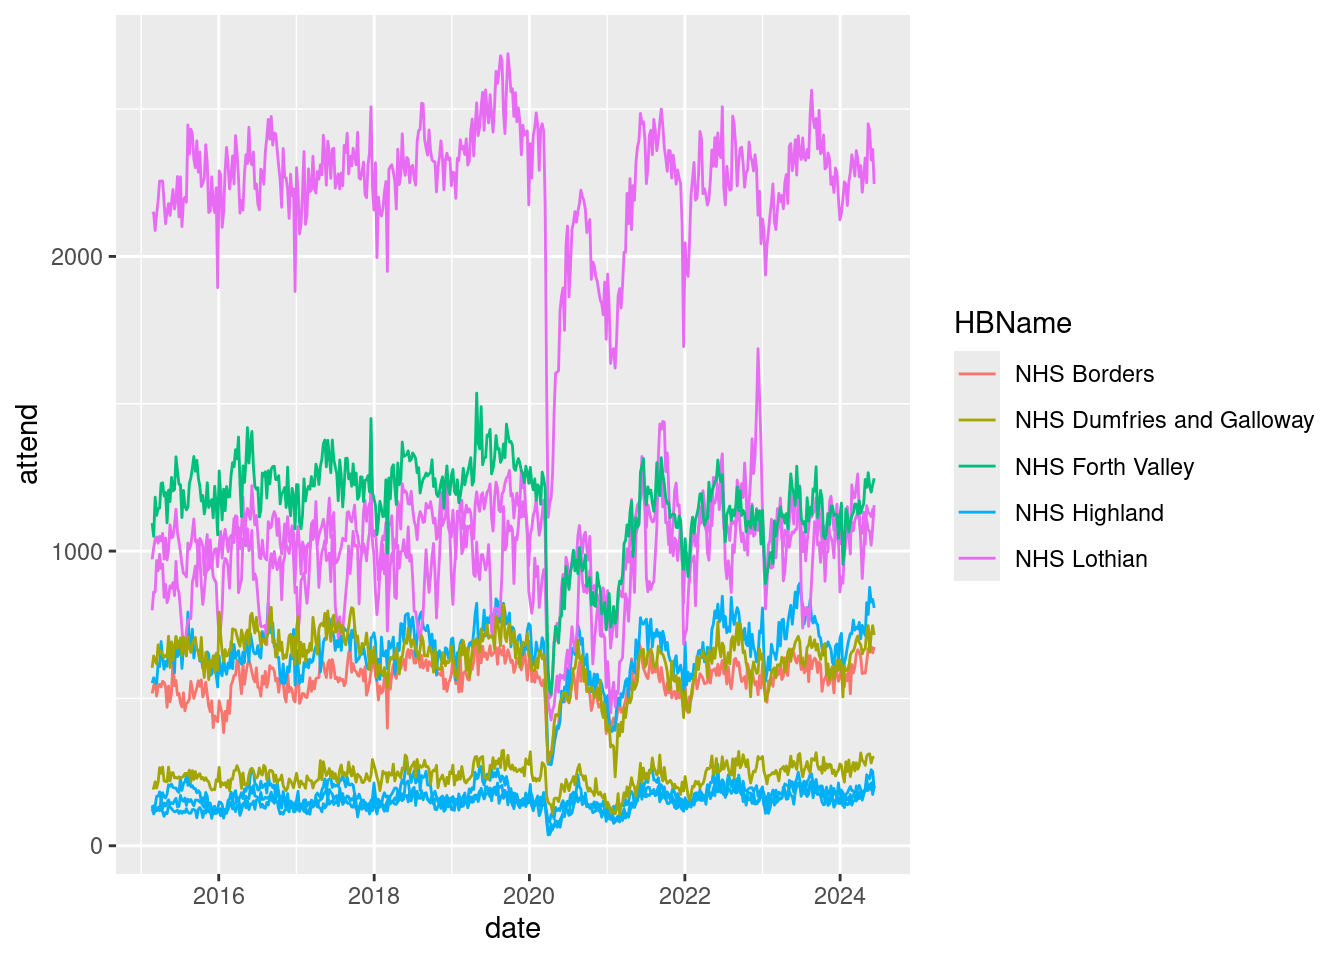 attend
2000
1000
0
2016
2018
2020
2022
2024
date
HBName
NHS Borders
NHS Dumfries and Galloway
NHS Forth Valley
NHS Highland
NHS Lothian